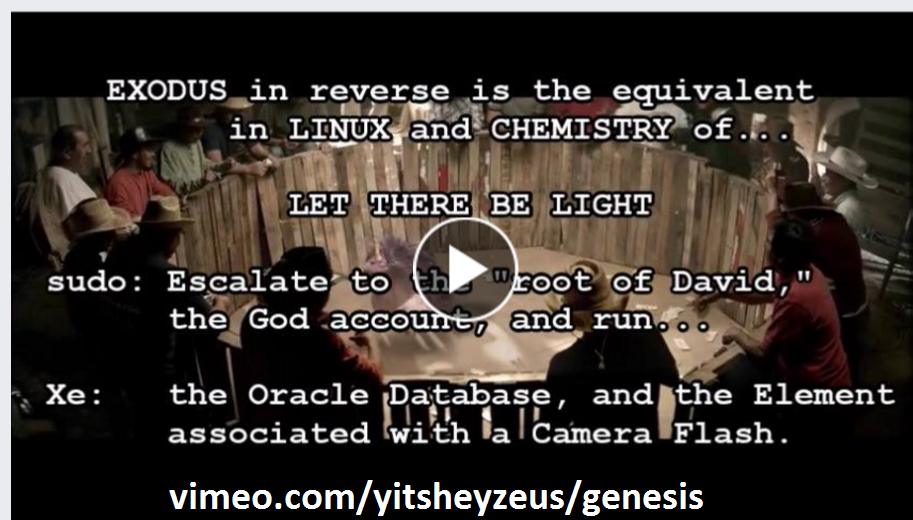 EXODUS in reverse is the equivalent
in LINUX and CHEMISTRY of...
LET THERE BE LIGHT
sudo: Escalate to the "root of David,"
the God account, and run...
Xe: the Oracle Database, and the Element
associated with a Camera Flash.
vimeo.com/yitsheyzeus/genesis